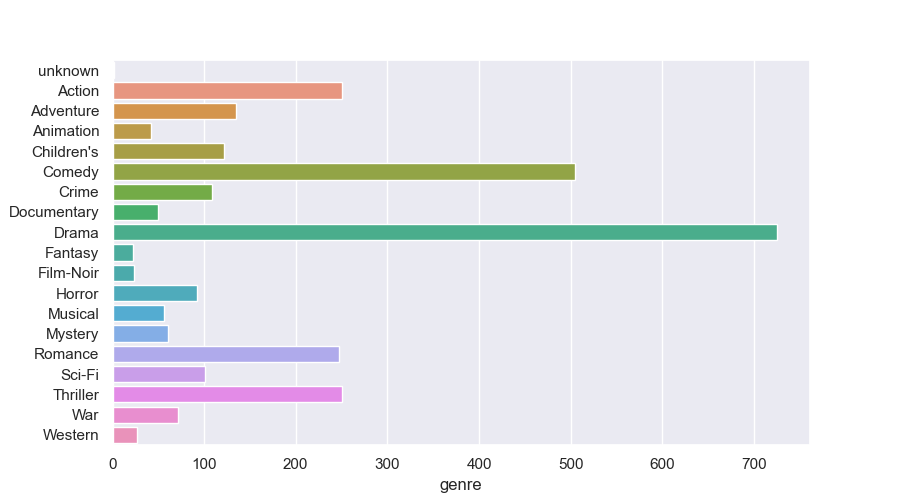 unknown
Action
Adventure
Animation
Children's
Comedy
Crime
Documentary
Drama
Fantasy
Film-Noir
Horror
Musical
Mystery
Romance
Sci-Fi
Thriller
War
Western
0 100 200 300 400 500 600 700
genre